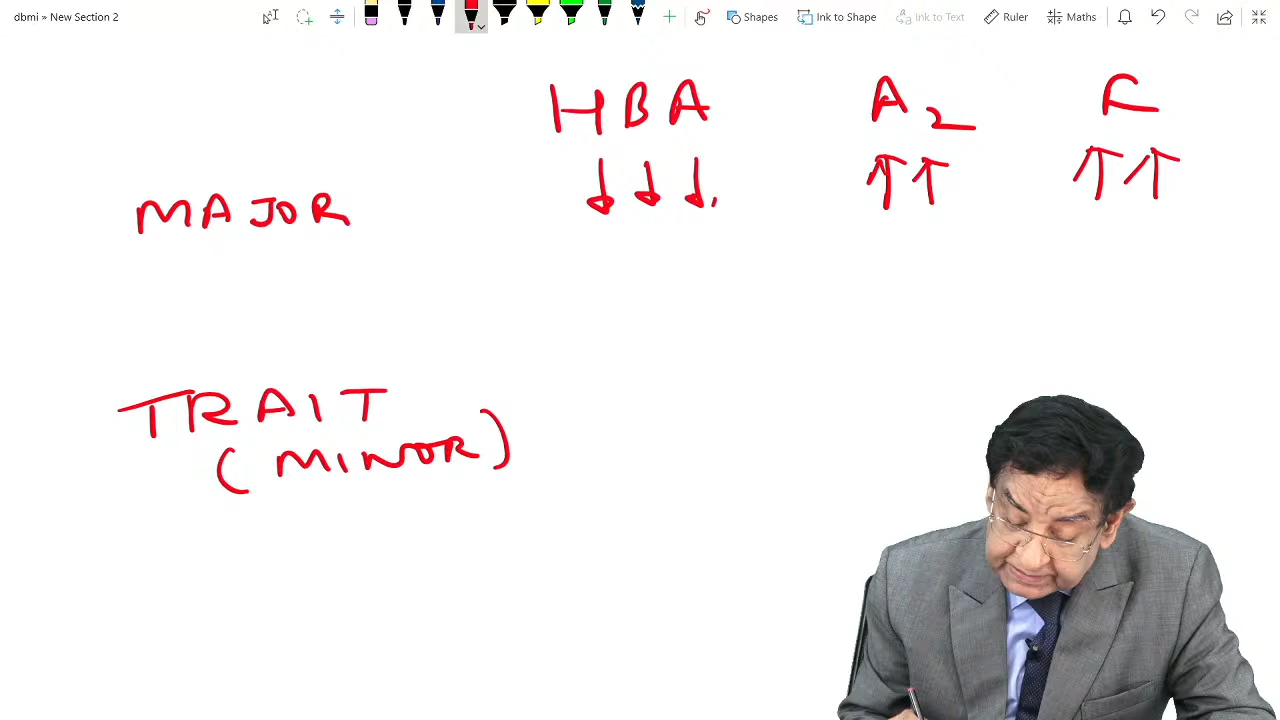 dbmi » New Section 2
Shapes
Ink to Shape
Ink to Text
Ruler
Maths
HBA A2 F
MAJOR ↓ ↓ ↓ ↑↑ ↑↑
TRAIT
(MINOR)